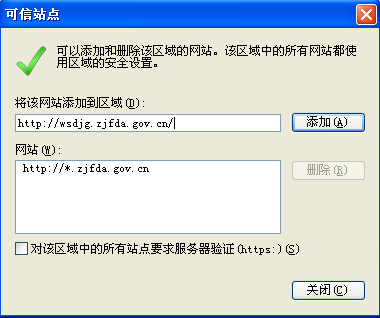 可信站点
可以添加和删除该区域的网站。该区域中的所有网站都使
用区域的安全设置。
将该网站添加到区域(D):
http://wsdjg.zjfda.gov.cn/
添加(A)
网站(W):
http://*.zjfda.gov.cn
删除(R)
对该区域中的所有站点要求服务器验证(https:)(S)
关闭(C)